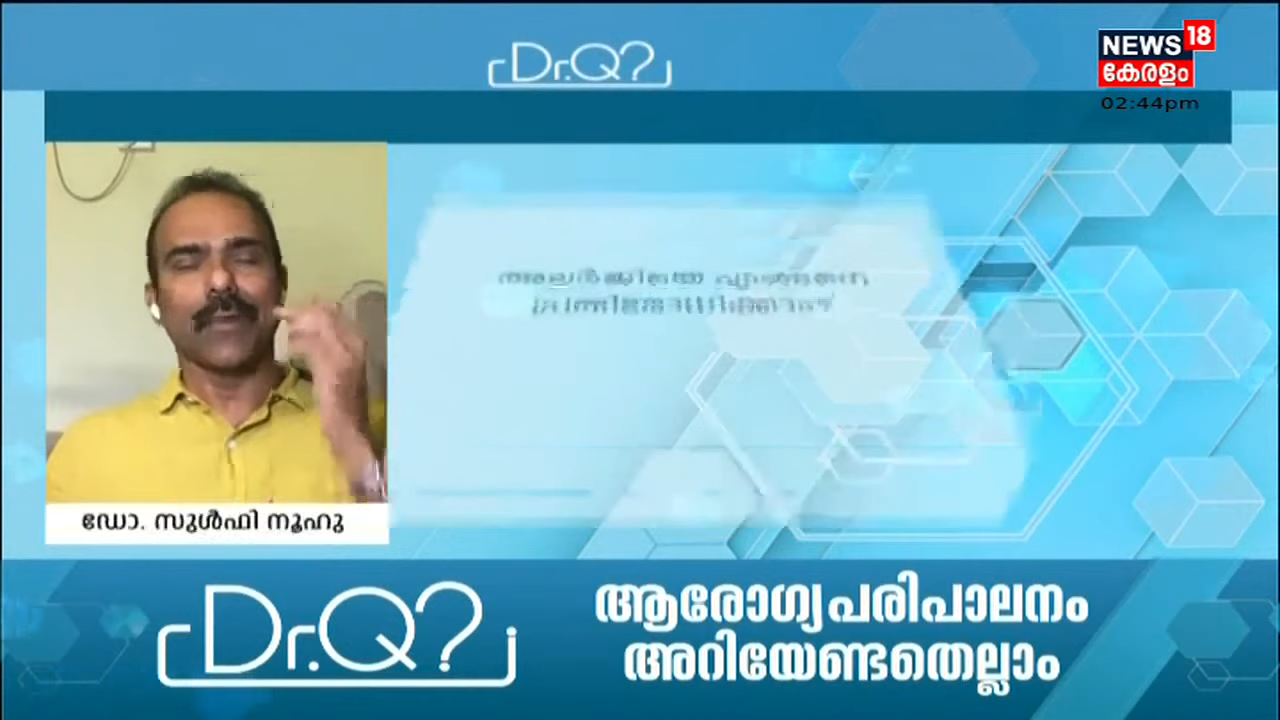 Dr.Q?
NEWS 18
കേരളം
02:44pm
ഡോ. സുൾഫി നൂഹു
Dr.Q?
ആരോഗ്യപരിപാലനം
അറിയേണ്ടതെല്ലാം